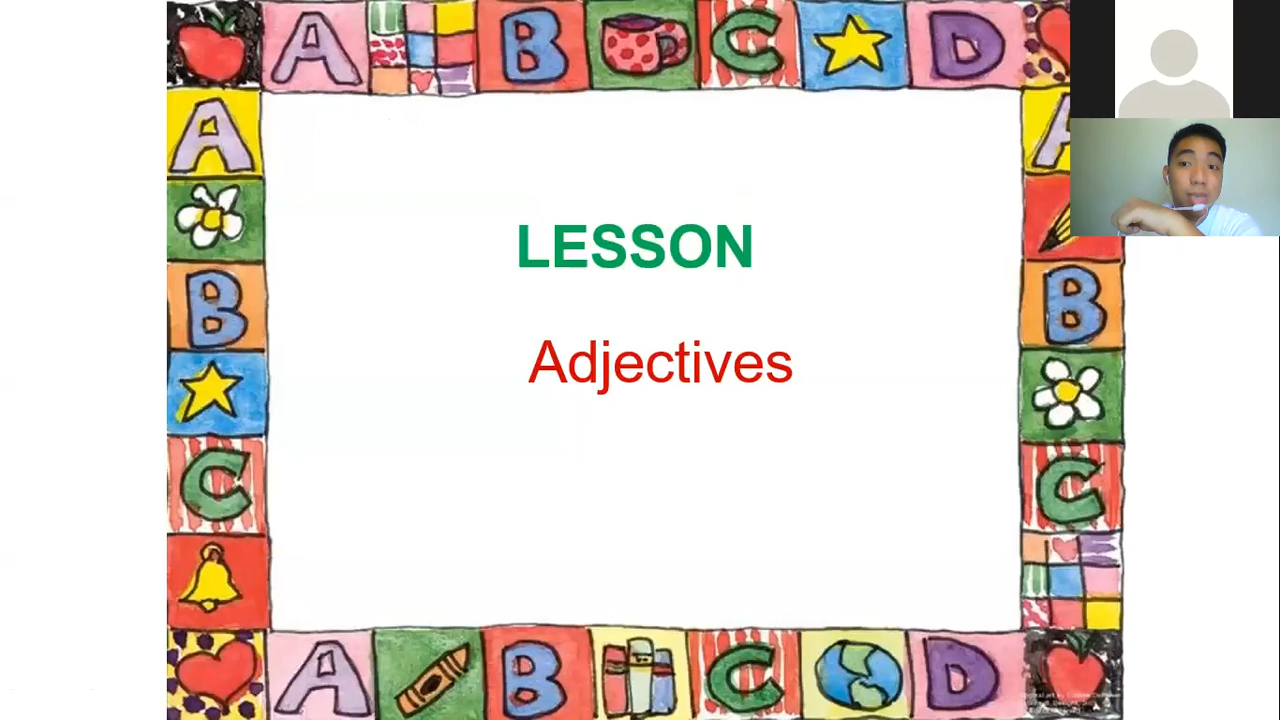 A B C D
A A
LESSON
Adjectives
B B
C C
A B C D